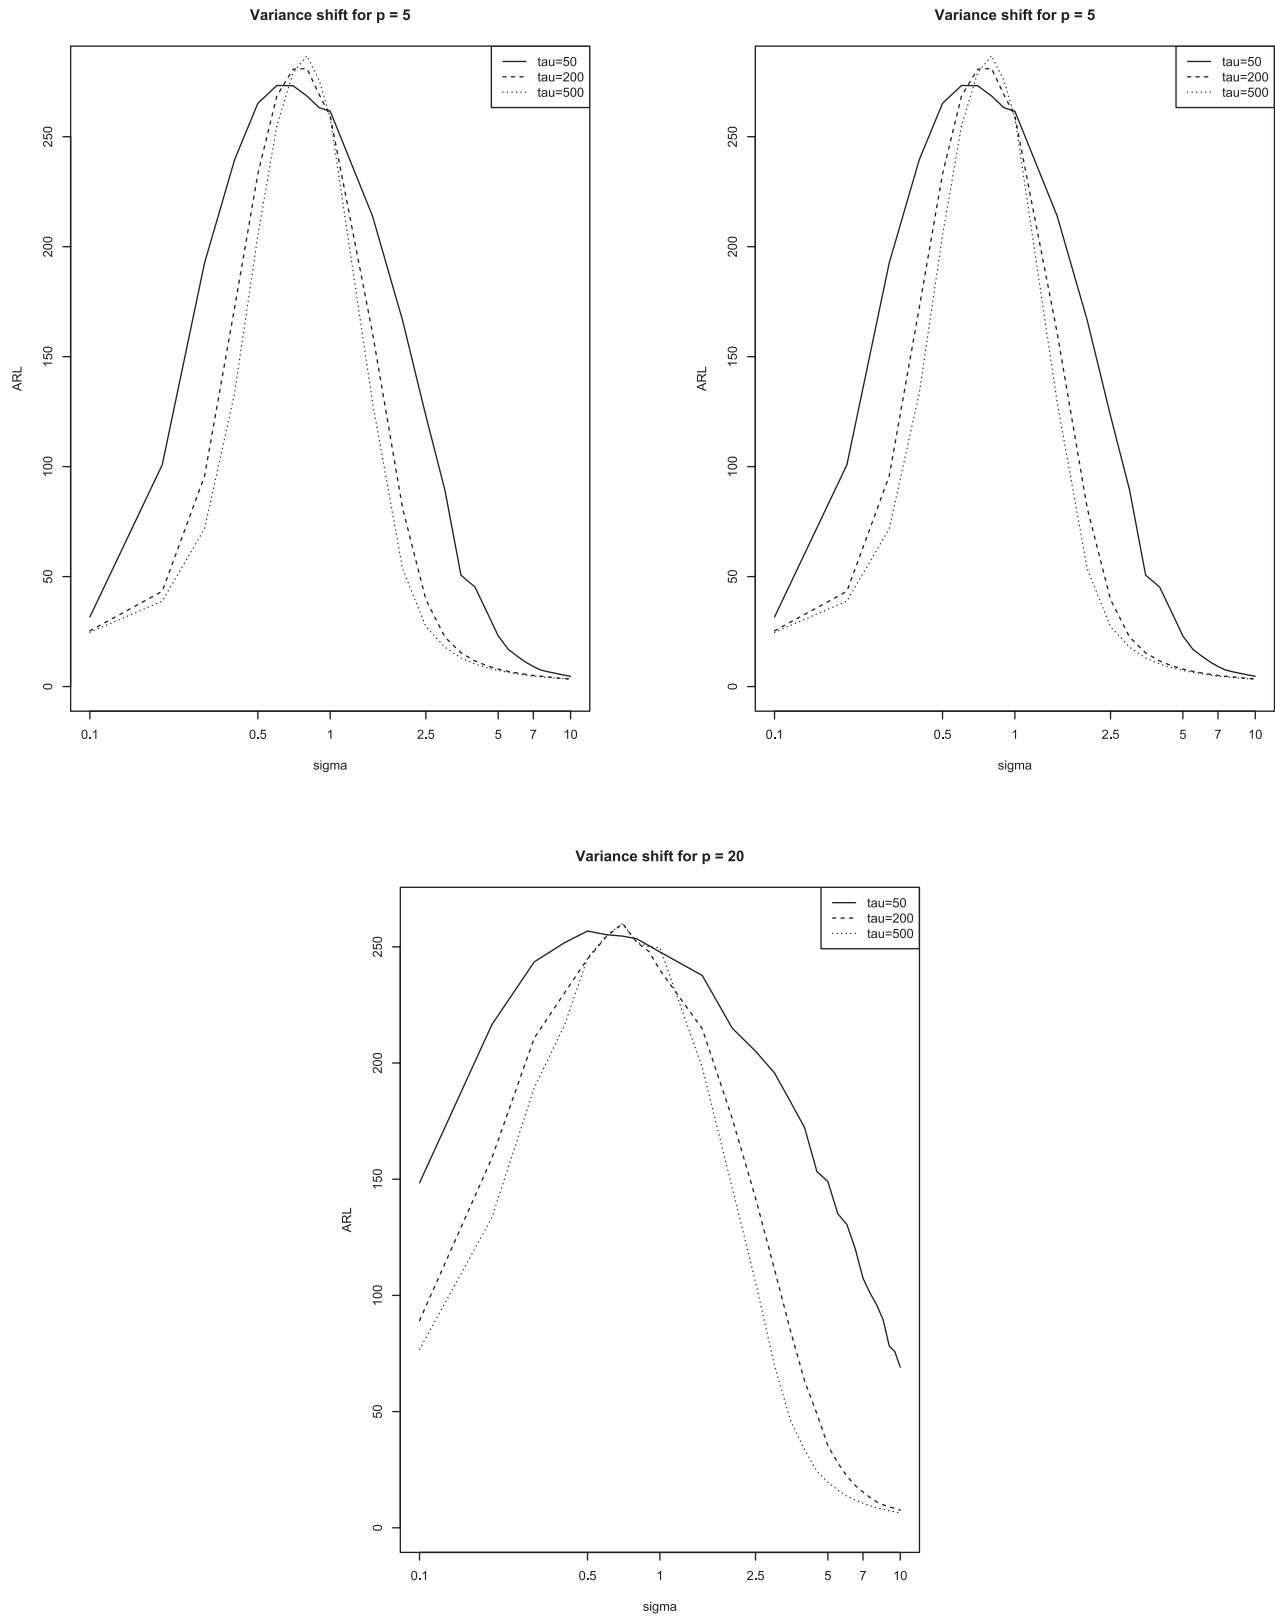 Variance shift for p = 5
tau=50
tau=200
tau=500
250
200
150
100
50
0
ARL
0.1 0.5 1 2.5 5 7 10
sigma
Variance shift for p = 5
tau=50
tau=200
tau=500
250
200
150
100
50
0
ARL
0.1 0.5 1 2.5 5 7 10
sigma
Variance shift for p = 20
tau=50
tau=200
tau=500
250
200
150
100
50
0
ARL
0.1 0.5 1 2.5 5 7 10
sigma